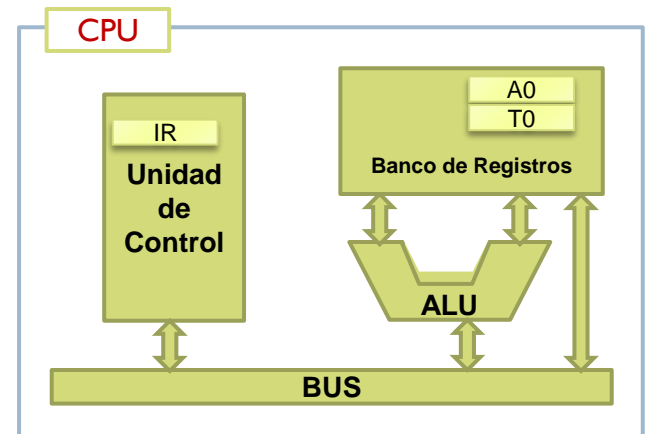 CPU
IR
Unidad
de
Control
A0
T0
Banco de Registros
ALU
BUS